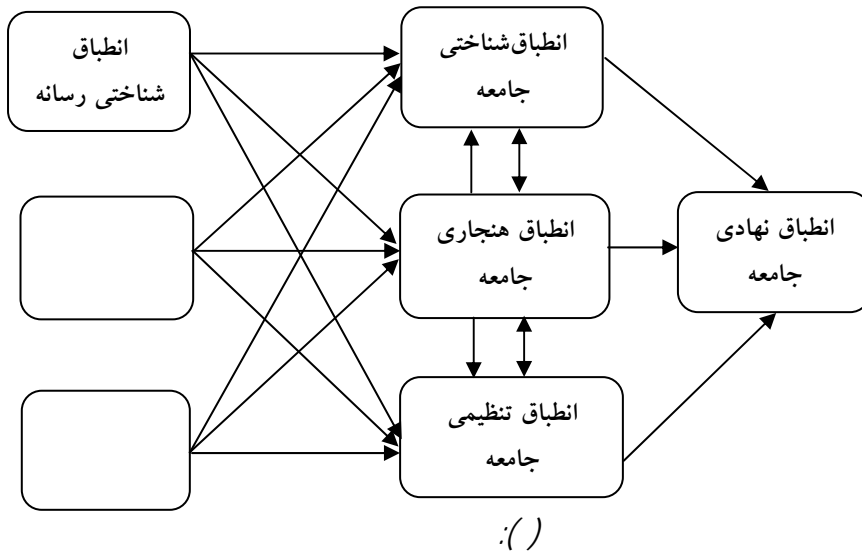 انطباق
شناختی رسانه
انطباق‌شناختی
جامعه
انطباق هنجاری
جامعه
انطباق نهادی
جامعه
انطباق تنظیمی
جامعه
:( )